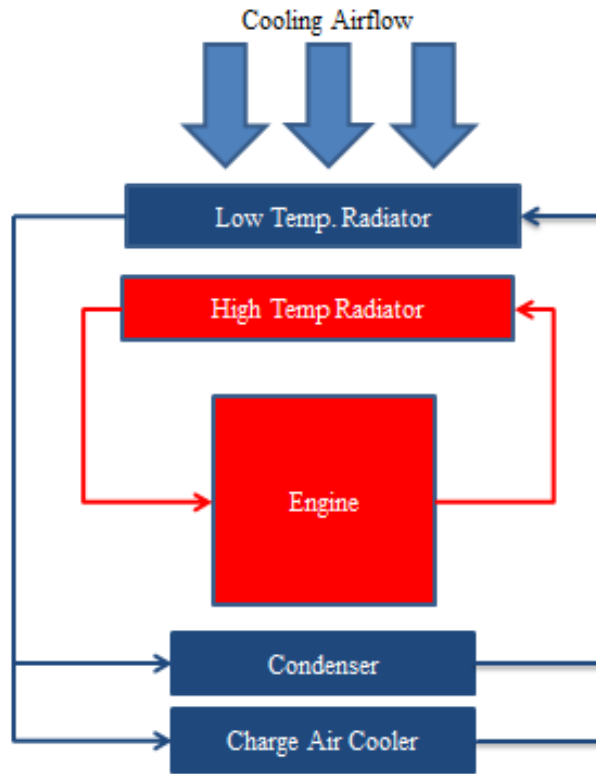 Cooling Airflow
Low Temp. Radiator
High Temp Radiator
Engine
Condenser
Charge Air Cooler